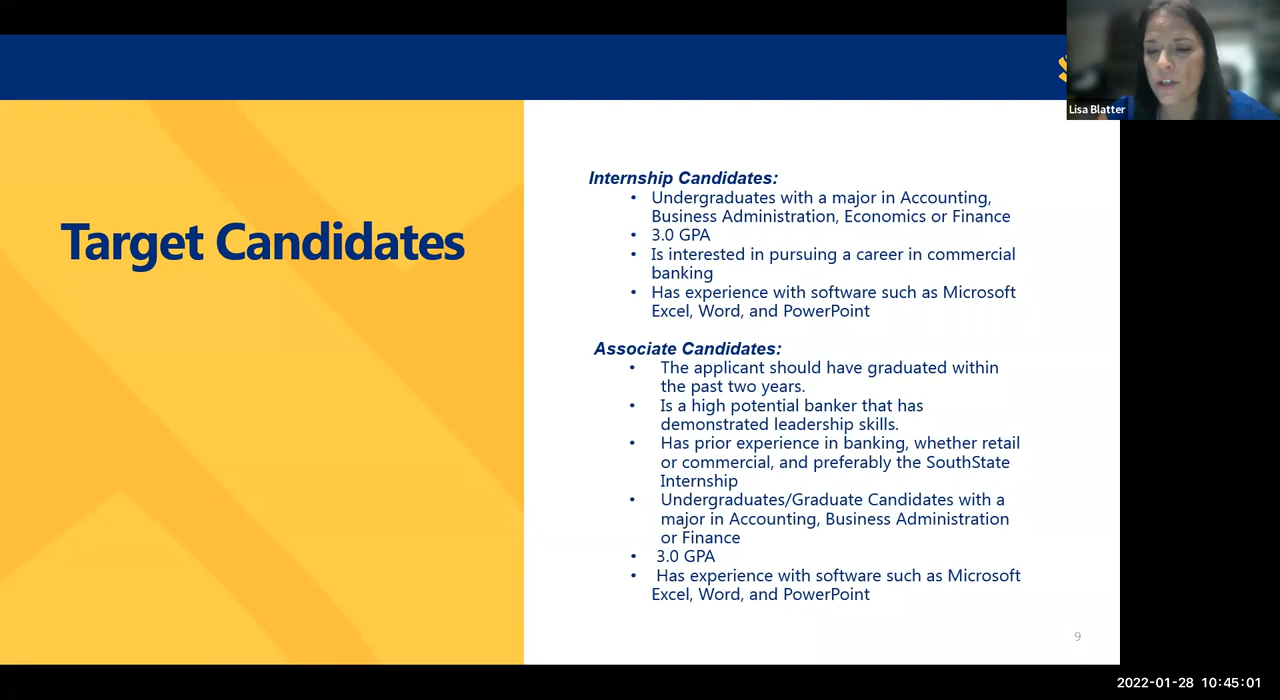 Lisa Blatter
Target Candidates
Internship Candidates:
• Undergraduates with a major in Accounting,
Business Administration, Economics or Finance
• 3.0 GPA
• Is interested in pursuing a career in commercial
banking
• Has experience with software such as Microsoft
Excel, Word, and PowerPoint
Associate Candidates:
• The applicant should have graduated within
the past two years.
• Is a high potential banker that has
demonstrated leadership skills.
• Has prior experience in banking, whether retail
or commercial, and preferably the SouthState
Internship
• Undergraduates/Graduate Candidates with a
major in Accounting, Business Administration
or Finance
• 3.0 GPA
• Has experience with software such as Microsoft
Excel, Word, and PowerPoint
9
2022-01-28 10:45:01